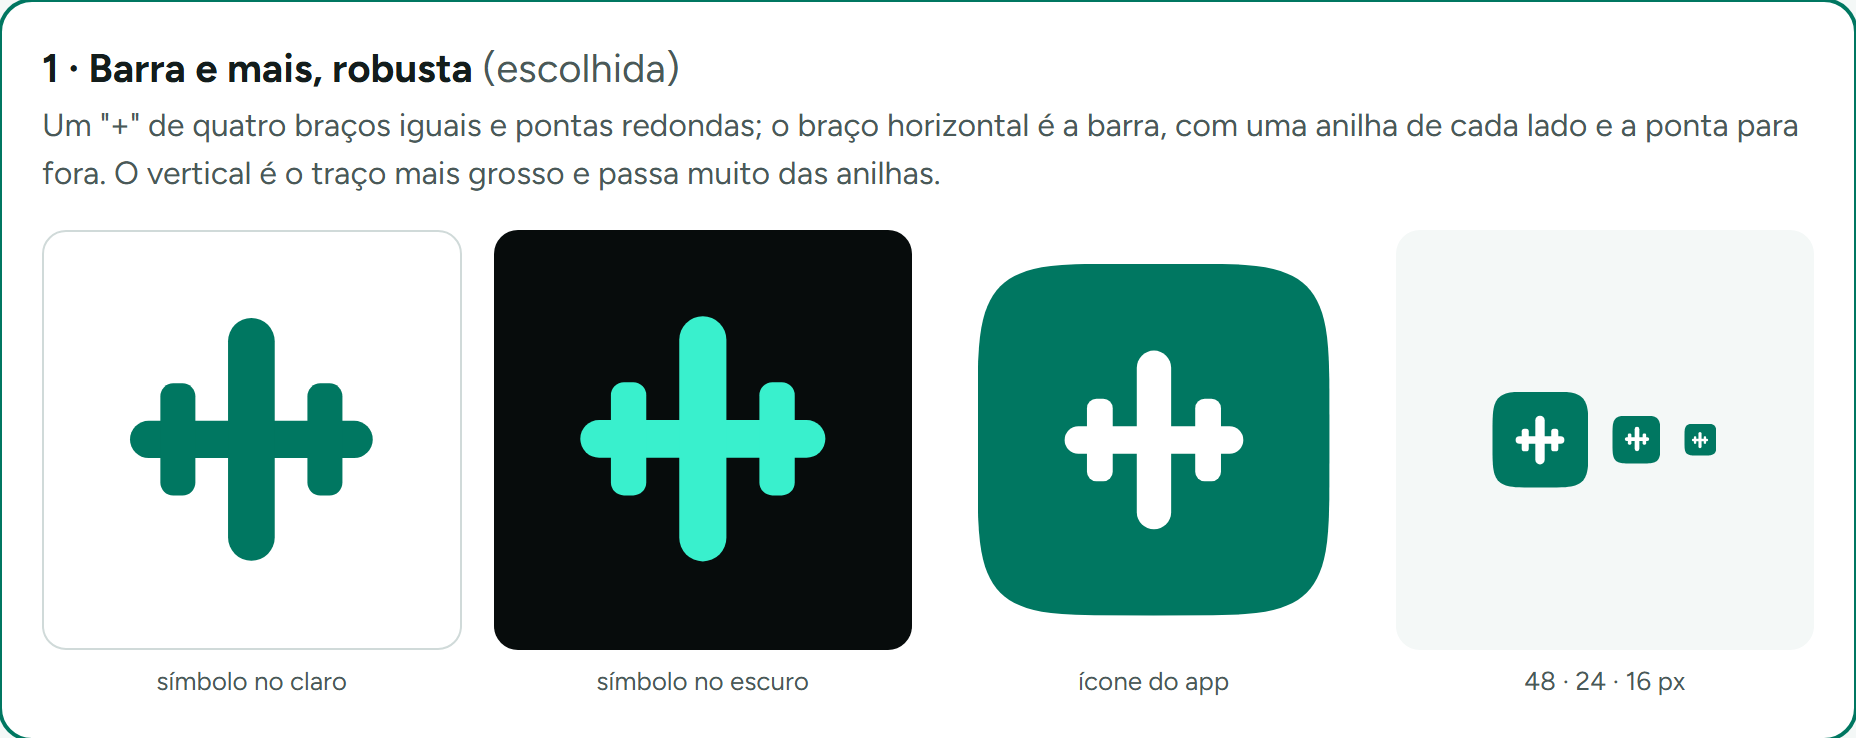 1 · Barra e mais, robusta (escolhida)
Um "+" de quatro braços iguais e pontas redondas; o braço horizontal é a barra, com uma anilha de cada lado e a ponta para
fora. O vertical é o traço mais grosso e passa muito das anilhas.
símbolo no claro
símbolo no escuro
ícone do app
48 · 24 · 16 px